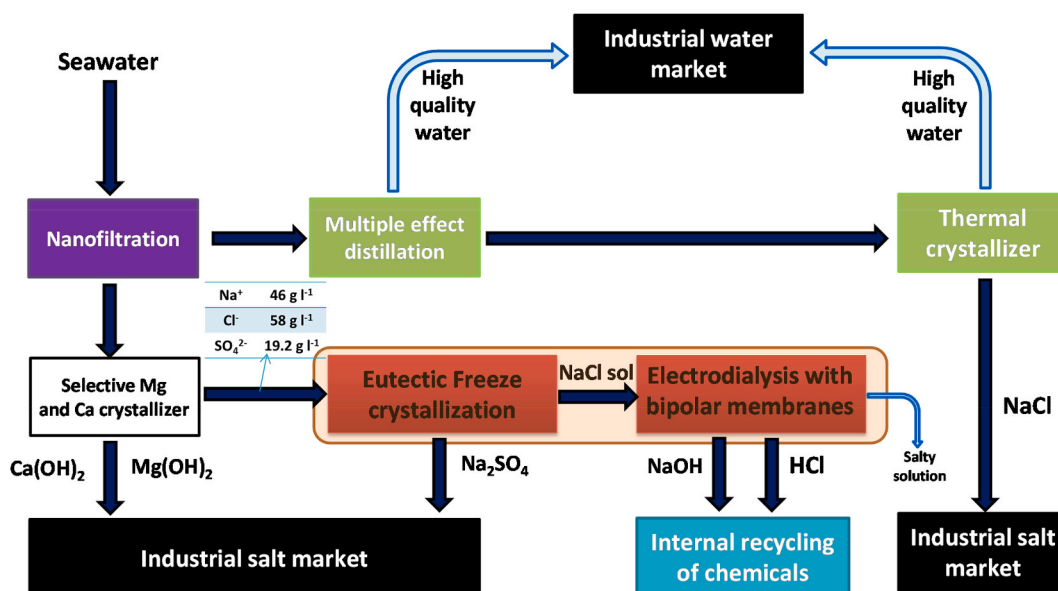 Industrial water
market
Seawater
High
quality
water
High
quality
water
Nanofiltration
Multiple effect
distillation
Thermal
crystallizer
Na⁺ 46 g l⁻¹
Cl⁻ 58 g l⁻¹
SO₄²⁻ 19.2 g l⁻¹
Selective Mg
and Ca crystallizer
Eutectic Freeze
crystallization
NaCl sol
Electrodialysis with
bipolar membranes
NaCl
Ca(OH)₂
Mg(OH)₂
Na₂SO₄
NaOH
HCl
Salty
solution
Industrial salt market
Internal recycling
of chemicals
Industrial salt
market